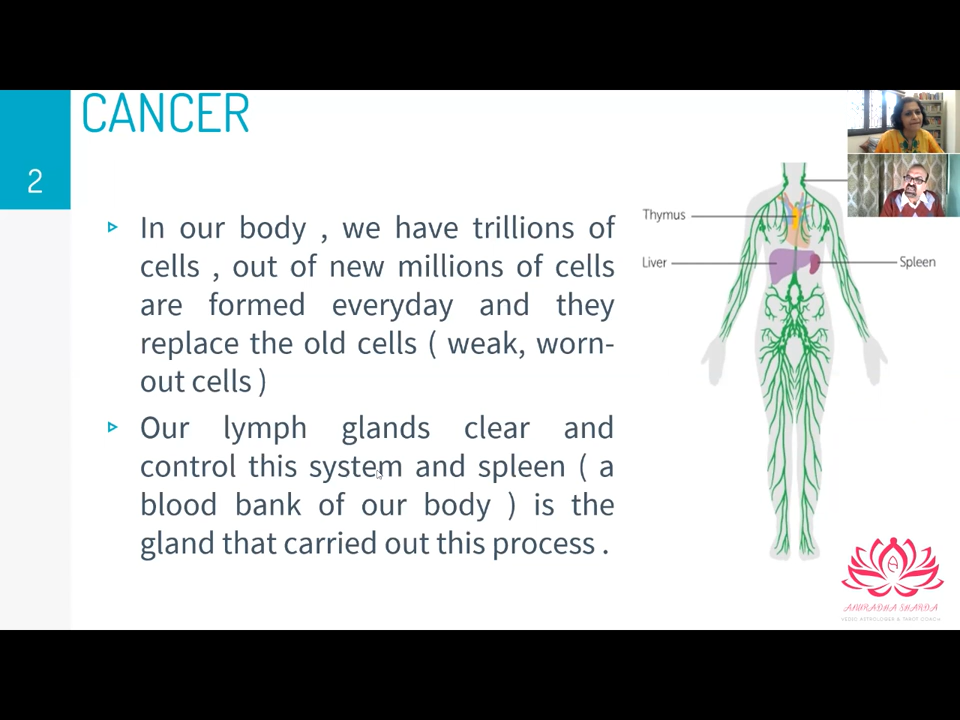 CANCER
2
In our body , we have trillions of
cells , out of new millions of cells
are formed everyday and they
replace the old cells ( weak, worn-
out cells )
Our lymph glands clear and
control this system and spleen ( a
blood bank of our body ) is the
gland that carried out this process .
Thymus
Liver
Spleen
ANURADHA SHARDA
VEDIC ASTROLOGER & TAROT COACH